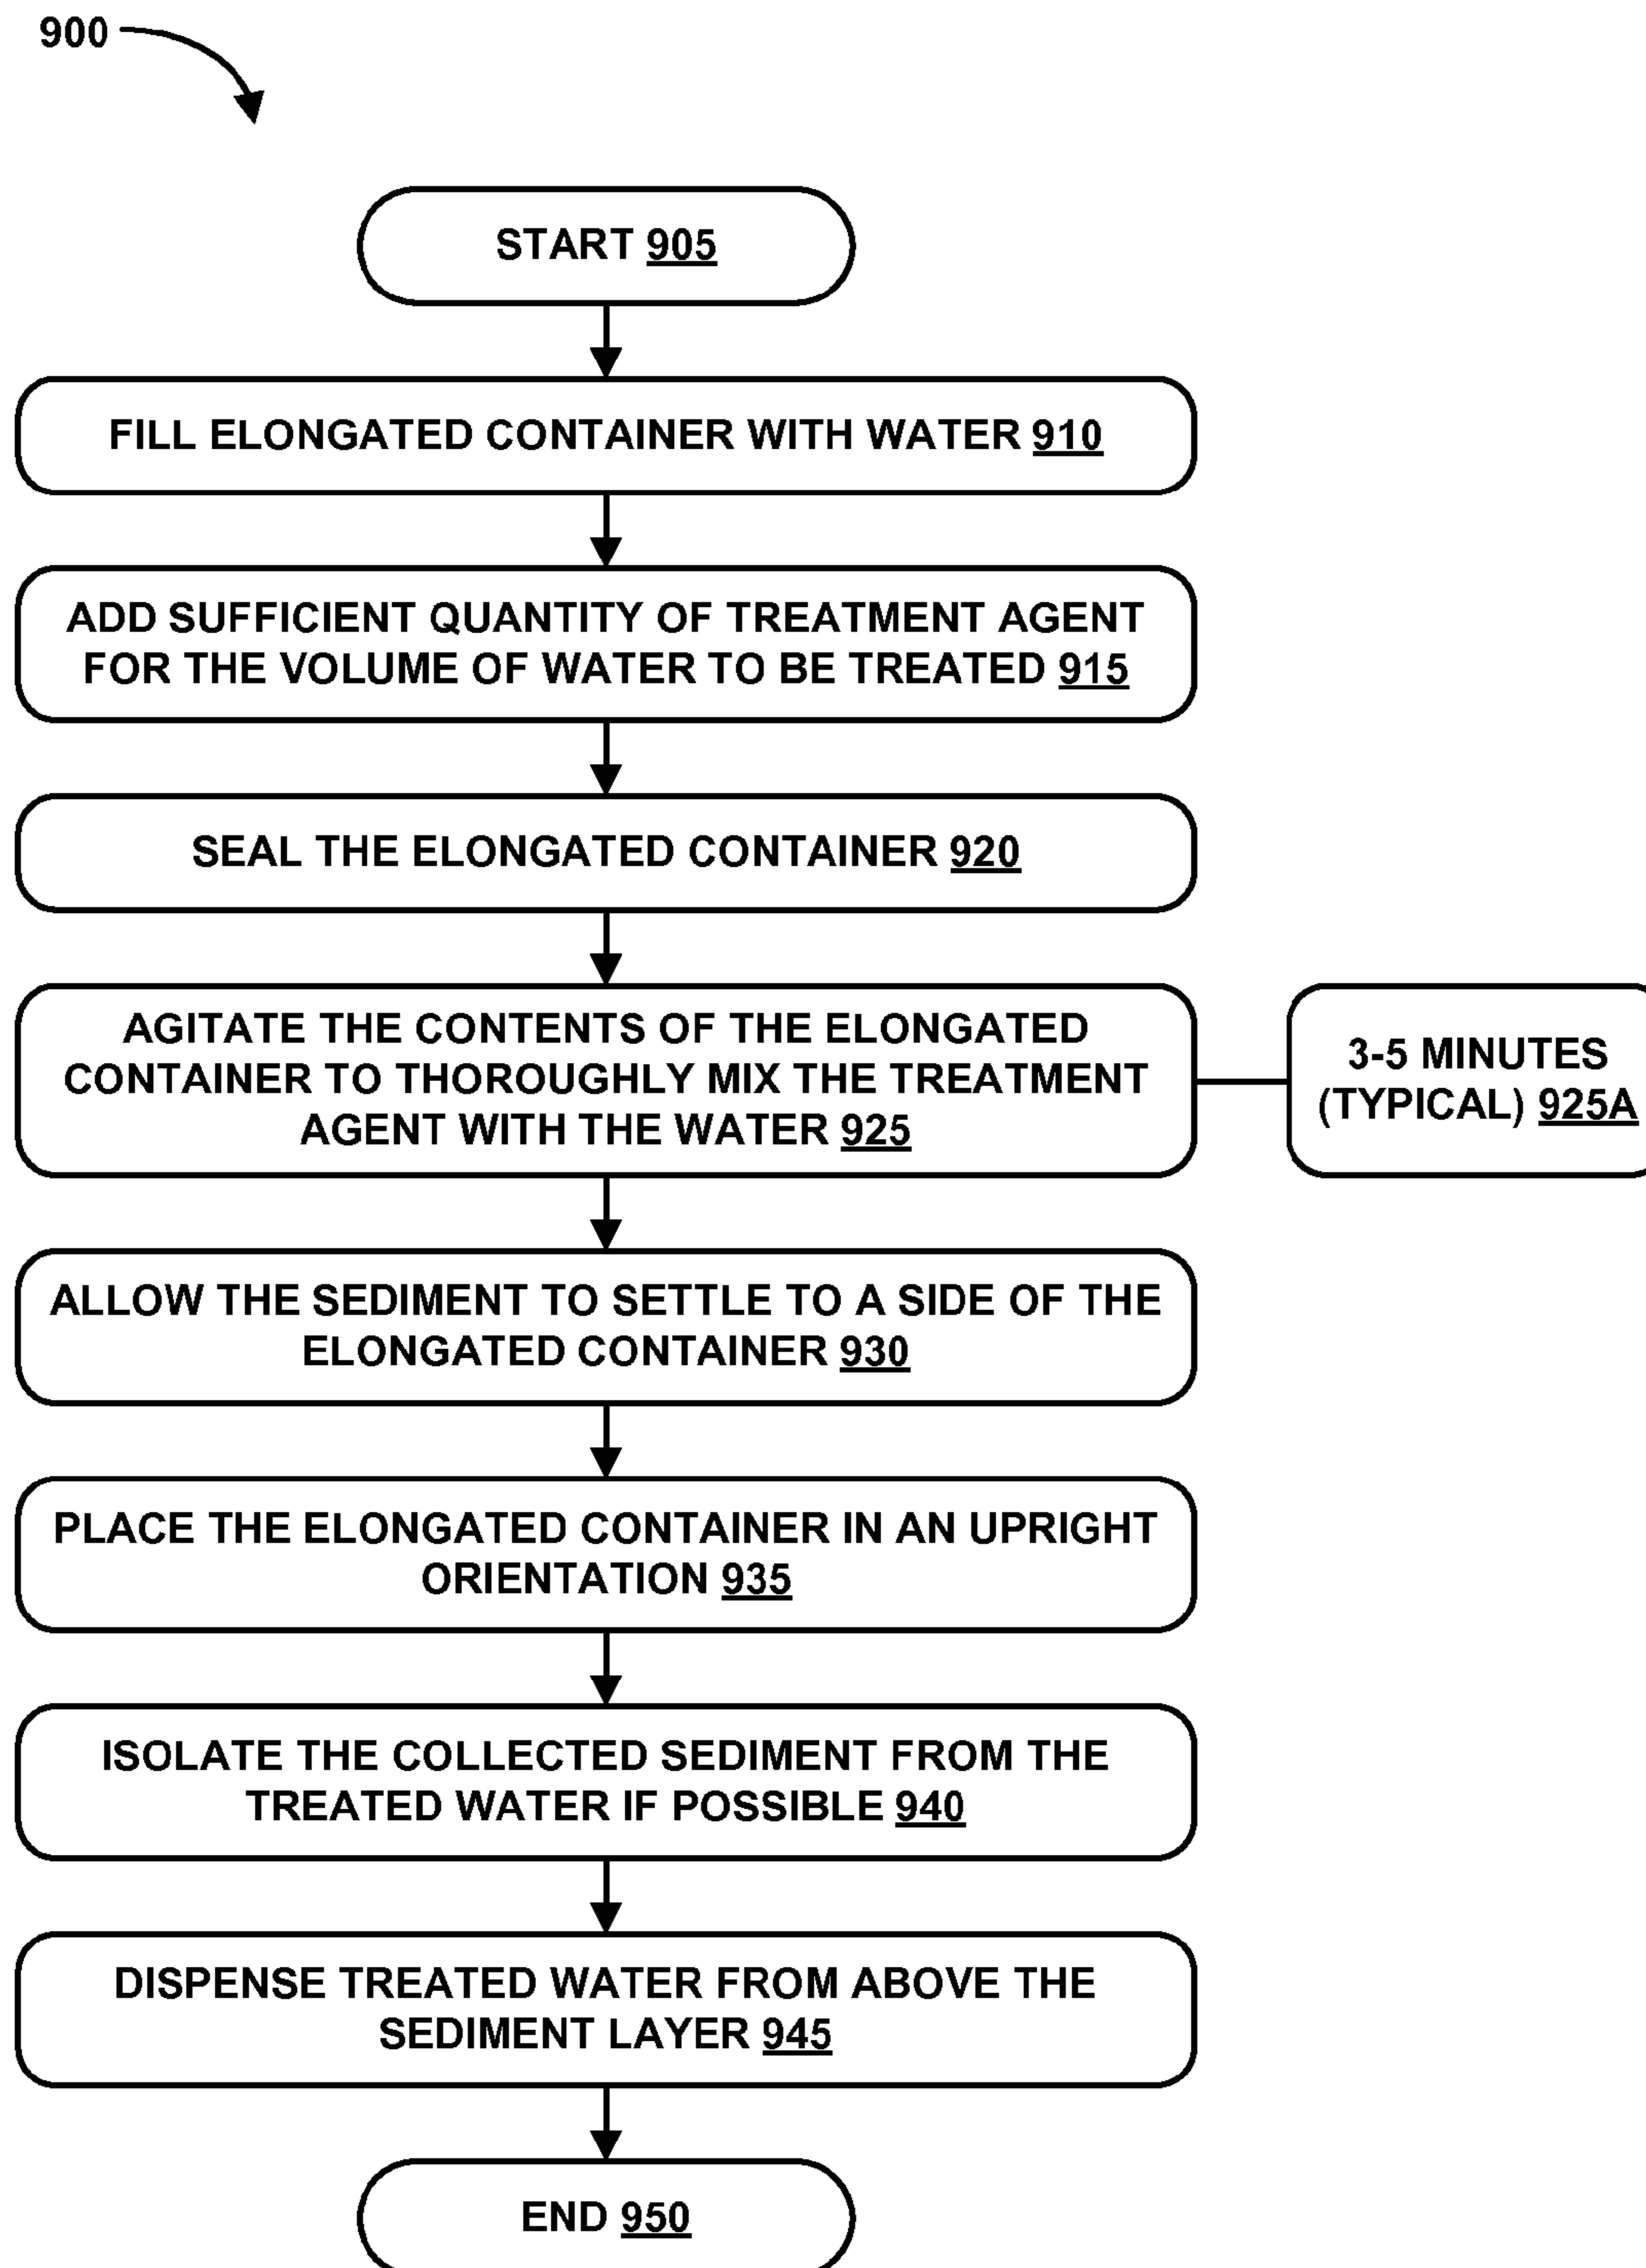 900
START 905
FILL ELONGATED CONTAINER WITH WATER 910
ADD SUFFICIENT QUANTITY OF TREATMENT AGENT
FOR THE VOLUME OF WATER TO BE TREATED 915
SEAL THE ELONGATED CONTAINER 920
AGITATE THE CONTENTS OF THE ELONGATED
CONTAINER TO THOROUGHLY MIX THE TREATMENT
AGENT WITH THE WATER 925
3-5 MINUTES
(TYPICAL) 925A
ALLOW THE SEDIMENT TO SETTLE TO A SIDE OF THE
ELONGATED CONTAINER 930
PLACE THE ELONGATED CONTAINER IN AN UPRIGHT
ORIENTATION 935
ISOLATE THE COLLECTED SEDIMENT FROM THE
TREATED WATER IF POSSIBLE 940
DISPENSE TREATED WATER FROM ABOVE THE
SEDIMENT LAYER 945
END 950